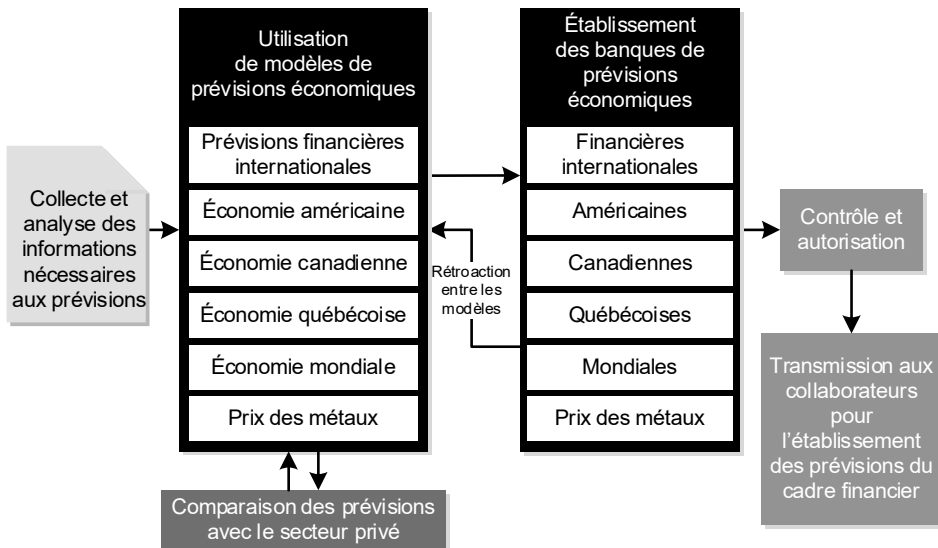 Collecte et
analyse des
informations
nécessaires
aux prévisions
Utilisation
de modèles de
prévisions économiques
Prévisions financières
internationales
Économie américaine
Économie canadienne
Économie québécoise
Économie mondiale
Prix des métaux
Comparaison des prévisions
avec le secteur privé
Rétroaction
entre les
modèles
Établissement
des banques de
prévisions
économiques
Financières
internationales
Américaines
Canadiennes
Québécoises
Mondiales
Prix des métaux
Contrôle et
autorisation
Transmission aux
collaborateurs
pour
l'établissement
des prévisions du
cadre financier